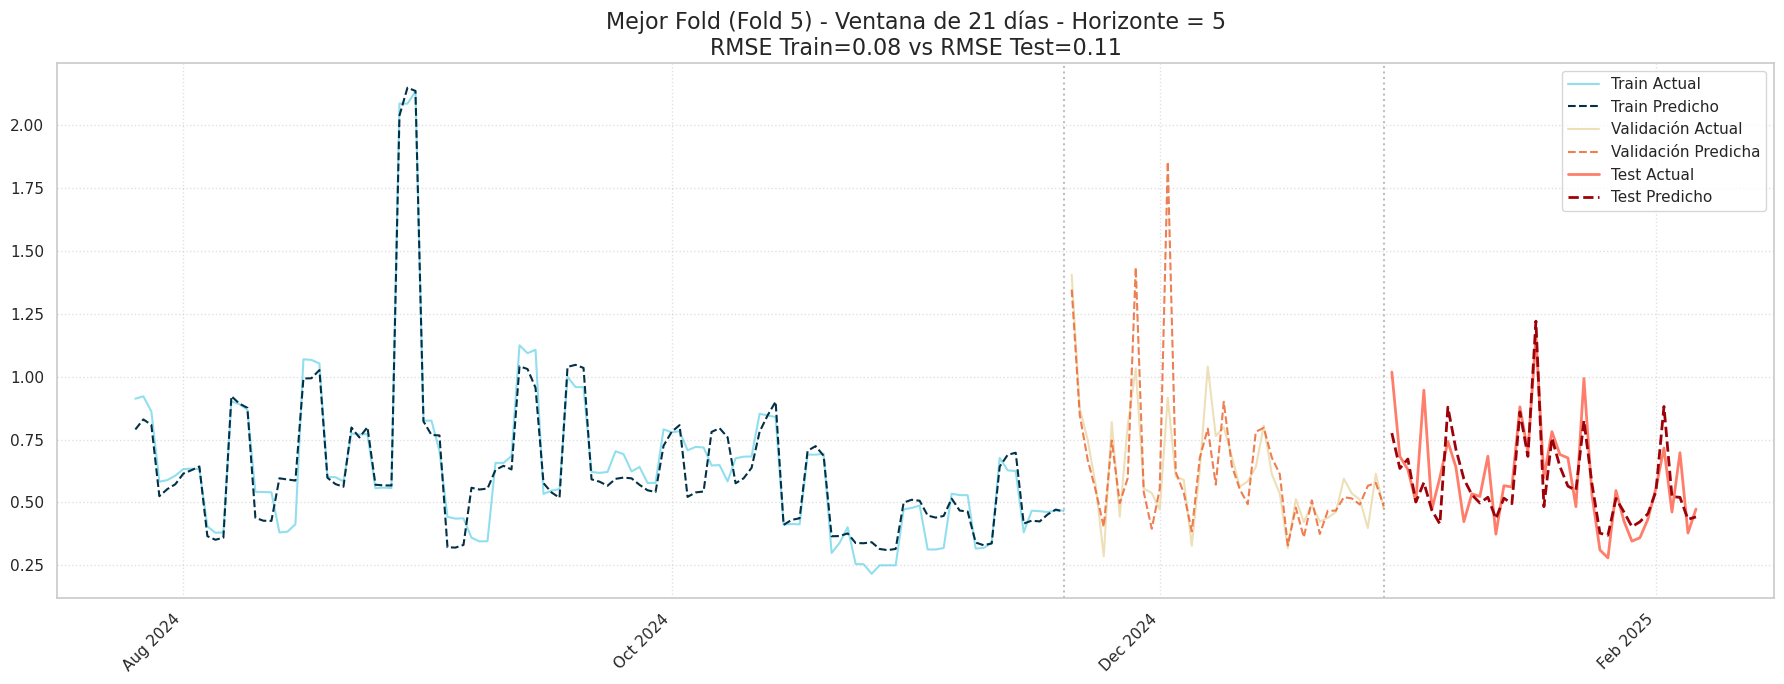 Mejor Fold (Fold 5) - Ventana de 21 días - Horizonte = 5
RMSE Train=0.08 vs RMSE Test=0.11
2.00
1.75
1.50
1.25
1.00
0.75
0.50
0.25
Train Actual
Train Predicho
Validación Actual
Validación Predicha
Test Actual
Test Predicho
Aug 2024
Oct 2024
Dec 2024
Feb 2025